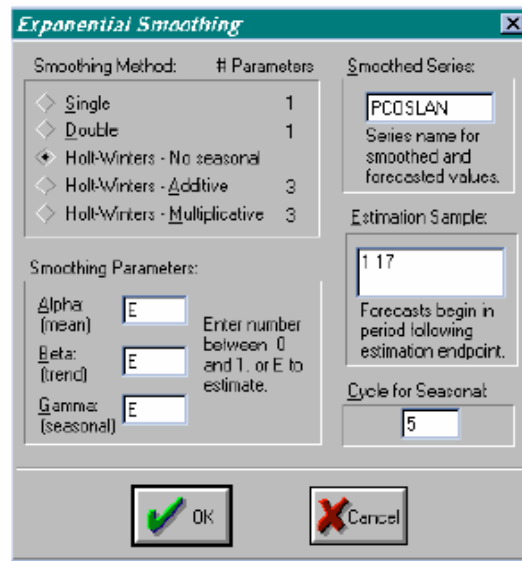 Exponential Smoothing
Smoothing Method: # Parameters
Single 1
Double 1
Holt-Winters - No seasonal
Holt-Winters - Additive 3
Holt-Winters - Multiplicative 3
Smoothing Parameters:
Alpha: (mean) E
Beta: (trend) E
Gamma: (seasonal) E
Enter number
between 0
and 1. or E to
estimate.
Smoothed Series:
PCOSLAN
Series name for
smoothed and
forecasted values.
Estimation Sample:
1 17
Forecasts begin in
period following
estimation endpoint.
Cycle for Seasonal:
5
OK
Cancel